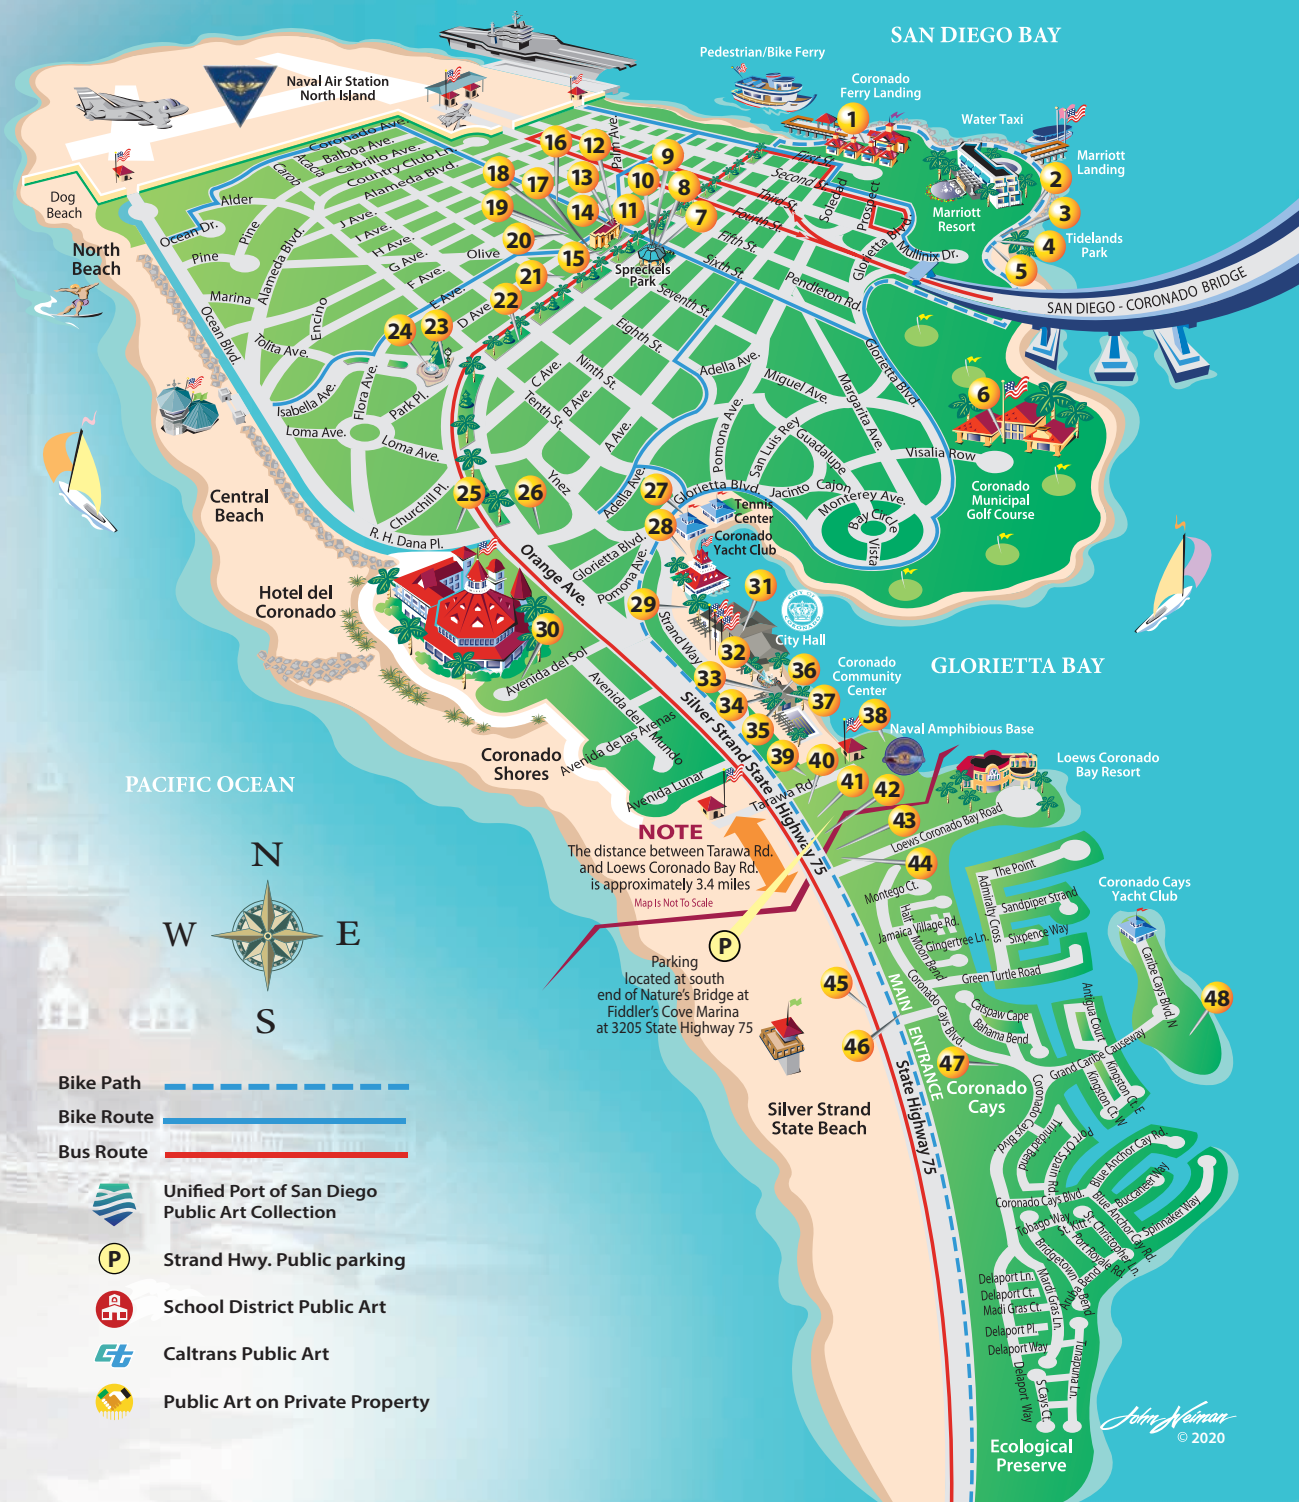 SAN DIEGO BAY
Pedestrian/Bike Ferry
Coronado
Ferry Landing
Naval Air Station
North Island
Water Taxi
Marriott
Landing
Marriott
Resort
Tidelands
Park
SAN DIEGO - CORONADO BRIDGE
Dog
Beach
North
Beach
Coronado Ave.
Balboa Ave.
Cabrillo Ave.
Country Club Ln.
Alameda Blvd.
Acacia
Carob
Alder
Ocean Dr.
Pine
Pine
Marina
Alameda Blvd.
Encino
Tolita Ave.
Ocean Blvd.
Isabella Ave.
Flora Ave.
Park Pl.
Loma Ave.
Loma Ave.
Churchill Pl.
R. H. Dana Pl.
J Ave.
I Ave.
H Ave.
G Ave.
F Ave.
E Ave.
D Ave.
Olive
Palm Ave.
First St.
Second St.
Third St.
Fourth St.
Fifth St.
Sixth St.
Seventh St.
Eighth St.
Ninth St.
Tenth St.
C Ave.
B Ave.
A Ave.
Soledad
Prospect
Glorietta Blvd.
Mullinix Dr.
Pendleton Rd.
Spreckels
Park
Adella Ave.
Miguel Ave.
Margarita Ave.
Glorietta Blvd.
Pomona Ave.
San Luis Rey
Guadalupe
Visalia Row
Jacinto
Cajon
Monterey Ave.
Bay Circle
Vista
Ynez
Adella Ave.
Glorietta Blvd.
Glorietta Blvd.
Pomona Ave.
Tennis
Center
Coronado
Yacht Club
Coronado
Municipal
Golf Course
Central
Beach
Hotel del
Coronado
Orange Ave.
Strand Way
CITY OF
CORONADO
City Hall
GLORIETTA BAY
Coronado
Community
Center
Naval Amphibious Base
Loews Coronado
Bay Resort
Avenida del Sol
Avenida del
Mundo
Avenida de las Arenas
Avenida Lunar
Coronado
Shores
PACIFIC OCEAN
Silver Strand State Highway 75
Tarawa Rd.
NOTE
The distance between Tarawa Rd.
and Loews Coronado Bay Rd.
is approximately 3.4 miles
Map Is Not To Scale
P
Parking
located at south
end of Nature's Bridge at
Fiddler's Cove Marina
at 3205 State Highway 75
Loews Coronado Bay Road
Montego Ct.
Half
Moon Bend
Jamaica Village Rd.
Gingertree Ln.
Admiralty Cross
The Point
Sandpiper Strand
Sixpence Way
Green Turtle Road
Coronado Cays
Yacht Club
Caribe Cays Blvd. N
Antigua Court
Catspaw Cape
Bahama Bend
Coronado Cays Blvd.
Grand Caribe Causeway
Kingston Ct. E
Kingston Ct. W
MAIN
ENTRANCE
Coronado
Cays
State Highway 75
Silver Strand
State Beach
Coronado Cays Blvd
Trinidad Bend
Port Of Spain Rd.
Blue Anchor Cay Rd.
Buccaneer Way
Blue Anchor Cay Rd.
Spinnaker Way
Coronado Cays Blvd.
Tobago Way
St. Kitt
St. Christopher Ln.
Port Royale Rd.
Bridgetown Bend
Aruba Bend
Mardi Gras Ln.
Delaport Ln.
Delaport Ct.
Madi Gras Ct.
Delaport Pl.
Delaport Way
Delaport Way
S Cays Ct.
Tunapuna Ln.
Ecological
Preserve
N
W
E
S
Bike Path
Bike Route
Bus Route
Unified Port of San Diego
Public Art Collection
P
Strand Hwy. Public parking
School District Public Art
Caltrans Public Art
Public Art on Private Property
John Weiman
© 2020
1
2
3
4
5
6
7
8
9
10
11
12
13
14
15
16
17
18
19
20
21
22
23
24
25
26
27
28
29
30
31
32
33
34
35
36
37
38
39
40
41
42
43
44
45
46
47
48